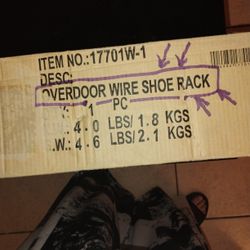 ITEM NO.:17701W-1
DESC:
OVERDOOR WIRE SHOE RACK
: 1 PC
.: 4.0 LBS/1.8 KGS
.W.: 4.6 LBS/2.1 KGS